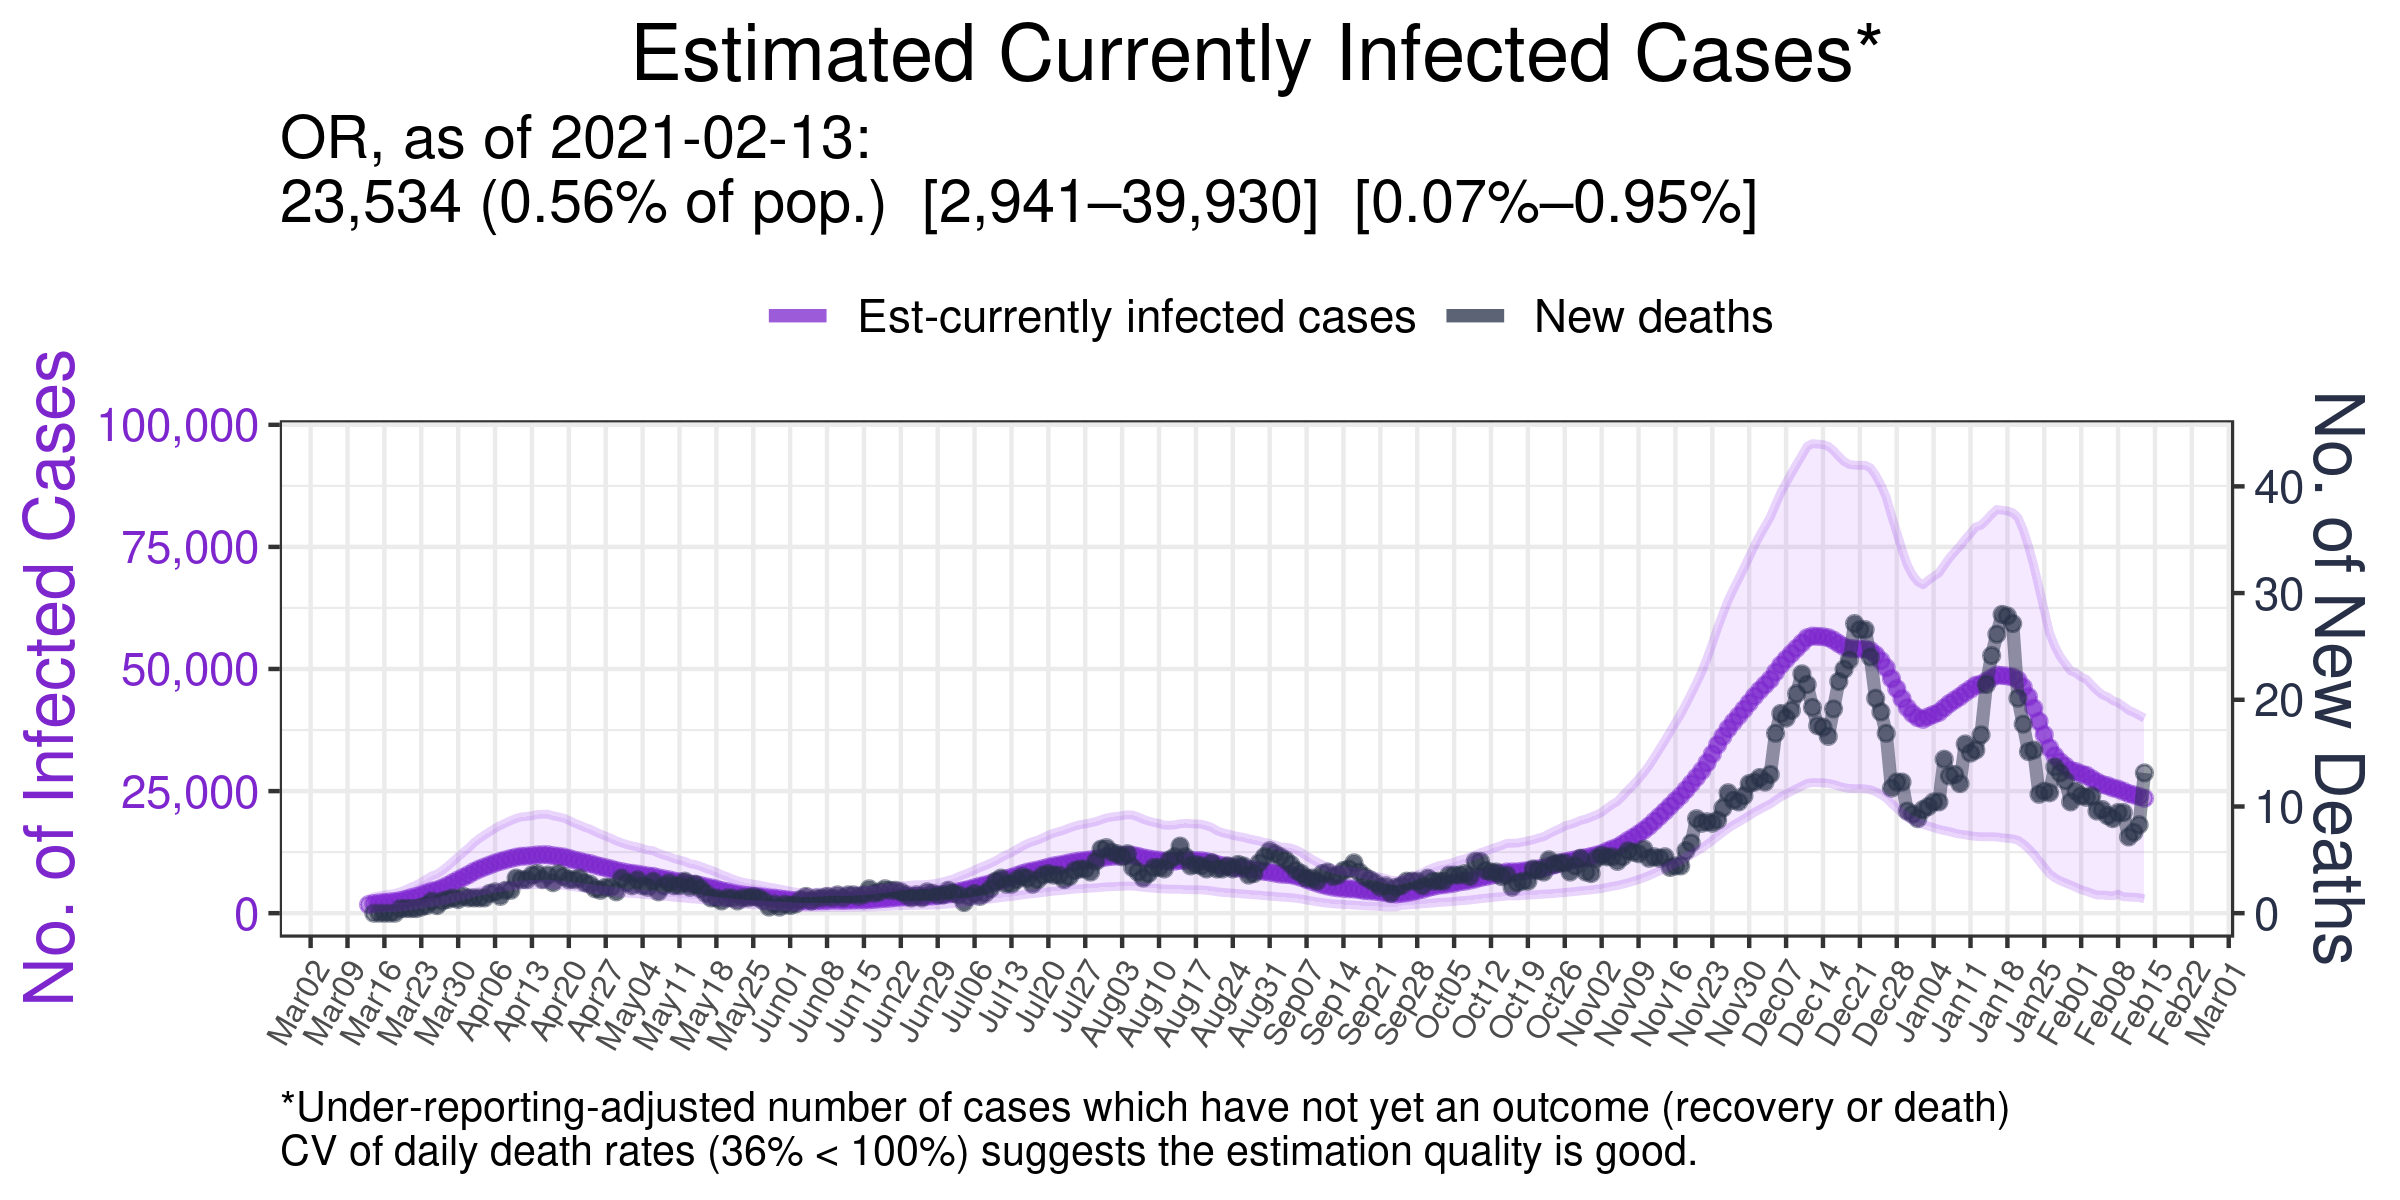 Estimated Currently Infected Cases*
OR, as of 2021-02-13:
23,534 (0.56% of pop.) [2,941–39,930] [0.07%–0.95%]
Est-currently infected cases New deaths
No. of Infected Cases
100,000
75,000
50,000
25,000
0
40
30
20
10
0
No. of New Deaths
Mar02 Mar09 Mar16 Mar23 Mar30 Apr06 Apr13 Apr20 Apr27 May04 May11 May18 May25 Jun01 Jun08 Jun15 Jun22 Jun29 Jul06 Jul13 Jul20 Jul27 Aug03 Aug10 Aug17 Aug24 Aug31 Sep07 Sep14 Sep21 Sep28 Oct05 Oct12 Oct19 Oct26 Nov02 Nov09 Nov16 Nov23 Nov30 Dec07 Dec14 Dec21 Dec28 Jan04 Jan11 Jan18 Jan25 Feb01 Feb08 Feb15 Feb22 Mar01
*Under-reporting-adjusted number of cases which have not yet an outcome (recovery or death)
CV of daily death rates (36% < 100%) suggests the estimation quality is good.